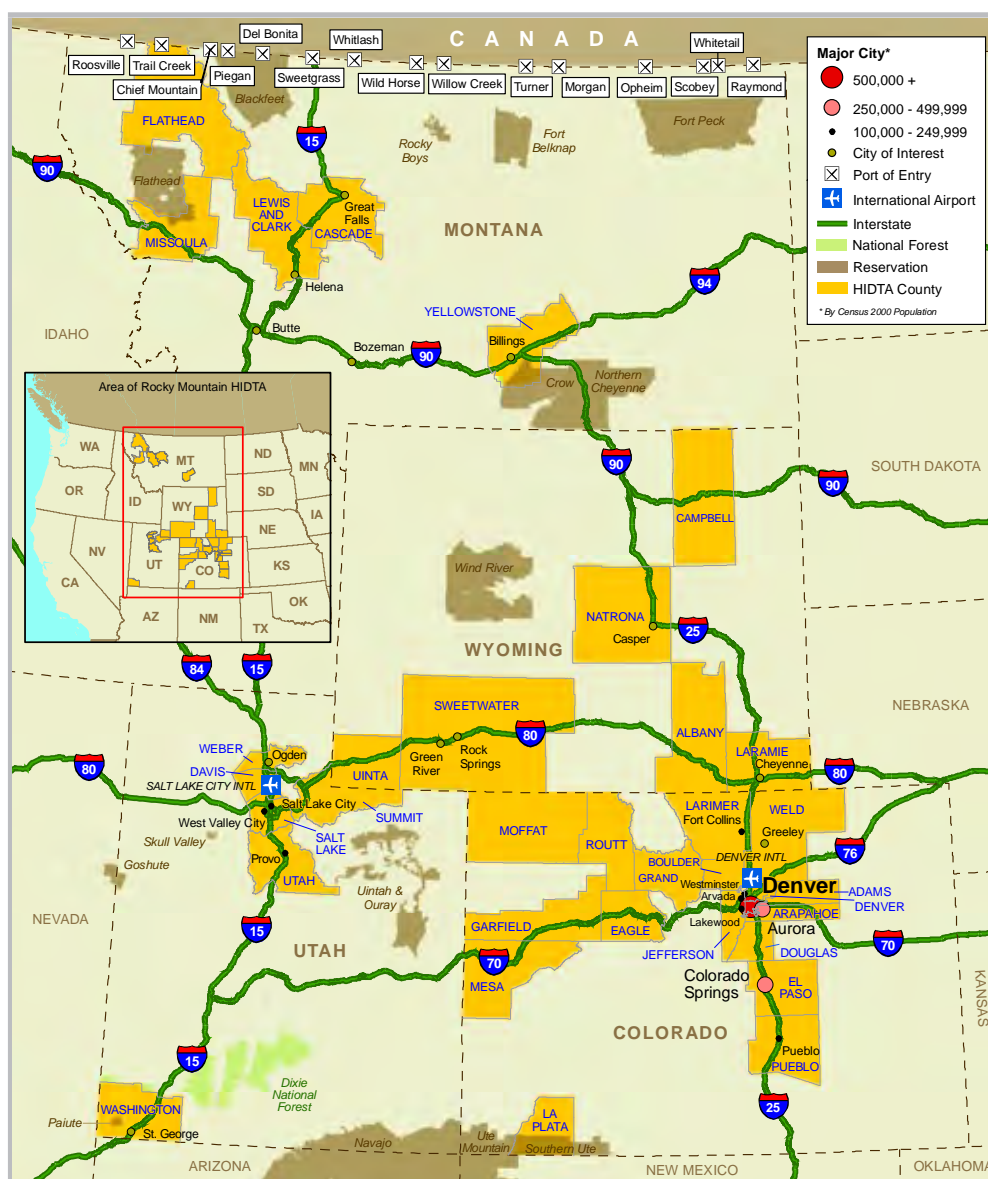 CANADA
Roosville
Trail Creek
Chief Mountain
Piegan
Del Bonita
Sweetgrass
Whitlash
Wild Horse
Willow Creek
Turner
Morgan
Opheim
Scobey
Whitetail
Raymond
Major City*
500,000 +
250,000 - 499,999
100,000 - 249,999
City of Interest
Port of Entry
International Airport
Interstate
National Forest
Reservation
HIDTA County
* By Census 2000 Population
Blackfeet
FLATHEAD
15
Rocky
Boys
Fort
Belknap
Fort Peck
90
Flathead
LEWIS
AND
CLARK
Great
Falls
CASCADE
MISSOULA
MONTANA
Helena
94
YELLOWSTONE
IDAHO
Butte
Bozeman
90
Billings
Crow
Northern
Cheyenne
Area of Rocky Mountain HIDTA
WA
MT
ND
MN
OR
ID
WY
SD
IA
NV
NE
UT
CO
KS
CA
AZ
NM
OK
TX
90
SOUTH DAKOTA
90
CAMPBELL
Wind River
NATRONA
Casper
25
WYOMING
84
15
SWEETWATER
NEBRASKA
ALBANY
80
WEBER
Ogden
DAVIS
80
SALT LAKE CITY INTL
UINTA
Green
River
Rock
Springs
LARAMIE
Cheyenne
80
Salt Lake City
West Valley City
SUMMIT
SALT
LAKE
Skull Valley
Goshute
Provo
UTAH
Uintah &
Ouray
MOFFAT
ROUTT
LARIMER
Fort Collins
WELD
Greeley
BOULDER
GRAND
DENVER INTL
76
Westminster
Arvada
Lakewood
Denver
ADAMS
DENVER
ARAPAHOE
Aurora
NEVADA
15
UTAH
GARFIELD
EAGLE
JEFFERSON
DOUGLAS
70
70
MESA
Colorado
Springs
EL
PASO
KANSAS
COLORADO
Pueblo
PUEBLO
15
Dixie
National
Forest
25
WASHINGTON
Paiute
St. George
LA
PLATA
Navajo
Ute
Mountain
Southern Ute
ARIZONA
NEW MEXICO
OKLAHOMA